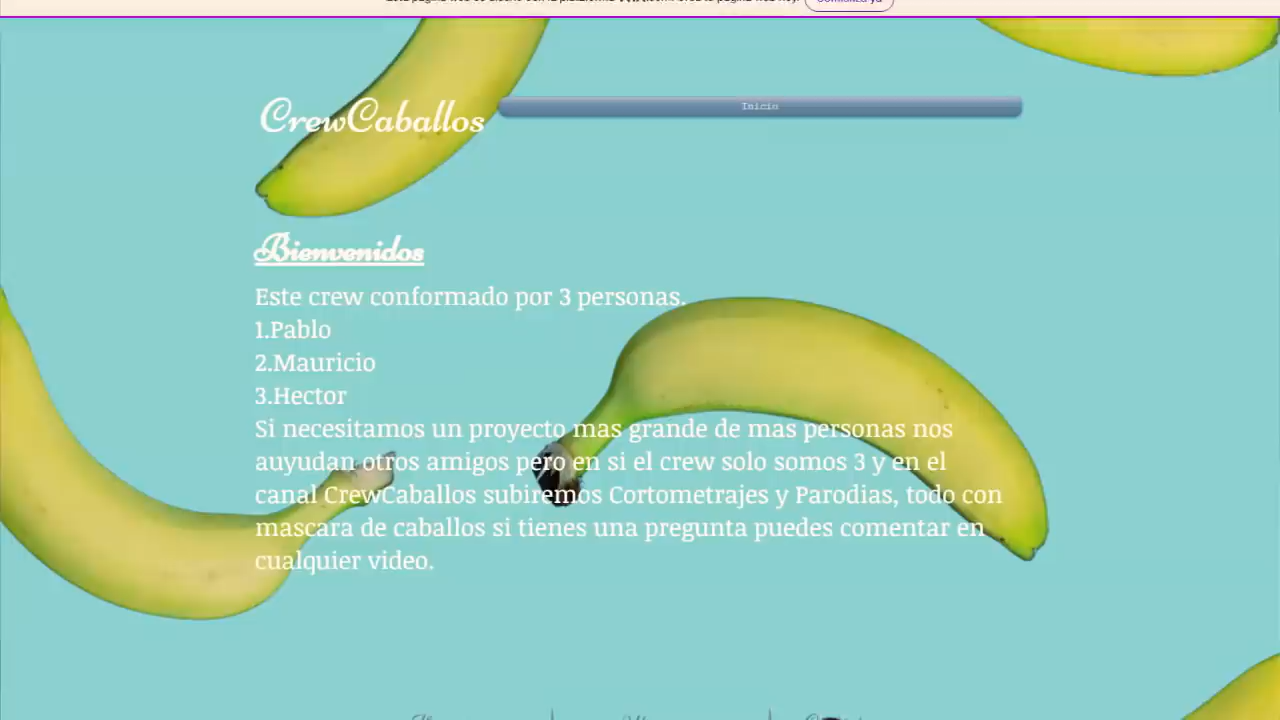 CrewCaballos
Inicio
Bienvenidos
Este crew conformado por 3 personas.
1.Pablo
2.Mauricio
3.Hector
Si necesitamos un proyecto mas grande de mas personas nos
auyudan otros amigos pero en si el crew solo somos 3 y en el
canal CrewCaballos subiremos Cortometrajes y Parodias, todo con
mascara de caballos si tienes una pregunta puedes comentar en
cualquier video.